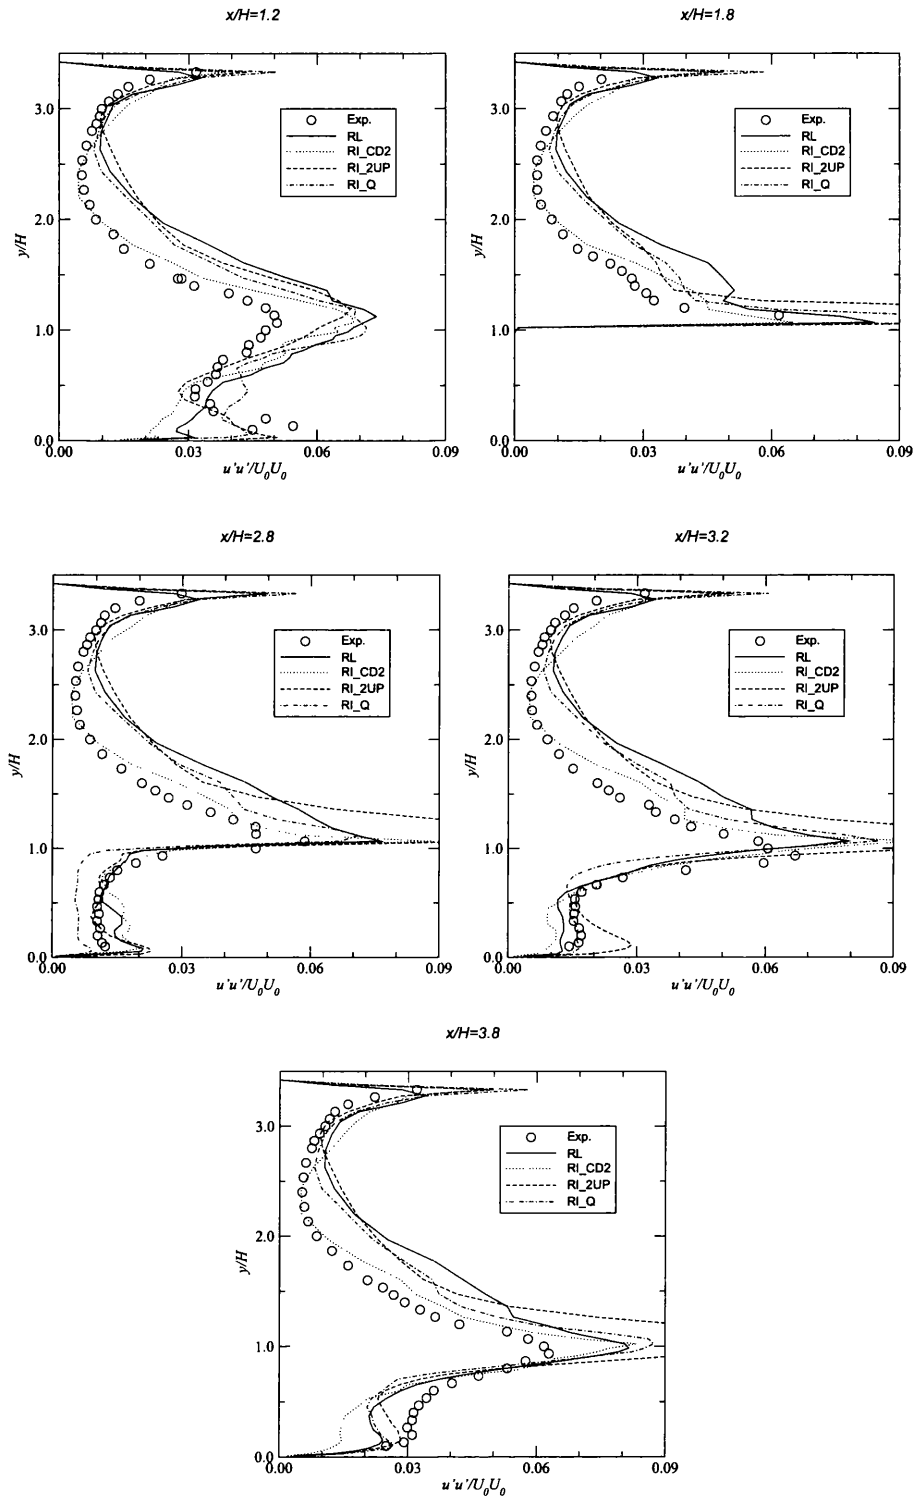 x/H=1.2
3.0
2.0
1.0
0.0
y/H
Exp.
RL
RI_CD2
RI_2UP
RI_Q
0.00
0.03
0.06
0.09
u'u'/U0U0
x/H=1.8
3.0
2.0
1.0
0.0
y/H
Exp.
RL
RI_CD2
RI_2UP
RI_Q
0.00
0.03
0.06
0.09
u'u'/U0U0
x/H=2.8
3.0
2.0
1.0
0.0
y/H
Exp.
RL
RI_CD2
RI_2UP
RI_Q
0.00
0.03
0.06
0.09
u'u'/U0U0
x/H=3.2
3.0
2.0
1.0
0.0
y/H
Exp.
RL
RI_CD2
RI_2UP
RI_Q
0.00
0.03
0.06
0.09
u'u'/U0U0
x/H=3.8
3.0
2.0
1.0
0.0
y/H
Exp.
RL
RI_CD2
RI_2UP
RI_Q
0.00
0.03
0.06
0.09
u'u'/U0U0